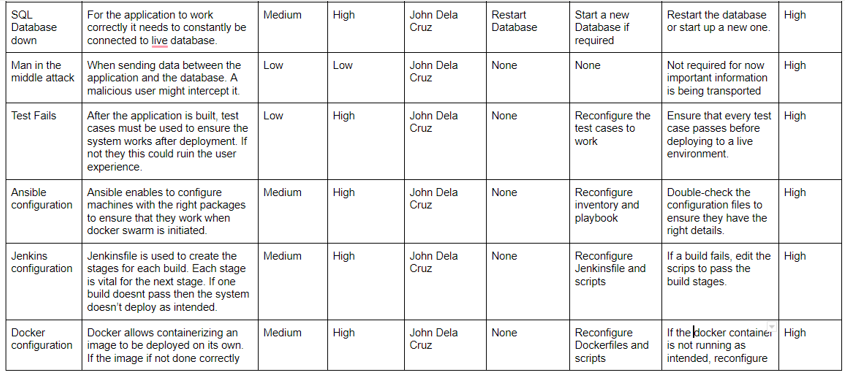 SQL Database down
For the application to work correctly it needs to constantly be connected to live database.
Medium
High
John Dela Cruz
Restart Database
Start a new Database if required
Restart the database or start up a new one.
High
Man in the middle attack
When sending data between the application and the database. A malicious user might intercept it.
Low
Low
John Dela Cruz
None
None
Not required for now important information is being transported
High
Test Fails
After the application is built, test cases must be used to ensure the system works after deployment. If not they this could ruin the user experience.
Low
High
John Dela Cruz
None
Reconfigure the test cases to work
Ensure that every test case passes before deploying to a live environment.
High
Ansible configuration
Ansible enables to configure machines with the right packages to ensure that they work when docker swarm is initiated.
Medium
High
John Dela Cruz
None
Reconfigure inventory and playbook
Double-check the configuration files to ensure they have the right details.
High
Jenkins configuration
Jenkinsfile is used to create the stages for each build. Each stage is vital for the next stage. If one build doesnt pass then the system doesn't deploy as intended.
Medium
High
John Dela Cruz
None
Reconfigure Jenkinsfile and scripts
If a build fails, edit the scrips to pass the build stages.
High
Docker configuration
Docker allows containerizing an image to be deployed on its own. If the image if not done correctly
Medium
High
John Dela Cruz
None
Reconfigure Dockerfiles and scripts
If the docker container is not running as intended, reconfigure
High